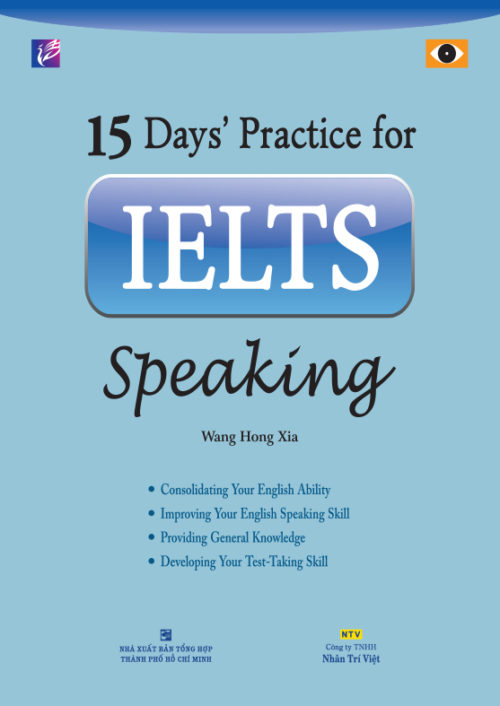 15 Days’ Practice for
IELTS
Speaking
Wang Hong Xia
• Consolidating Your English Ability
• Improving Your English Speaking Skill
• Providing General Knowledge
• Developing Your Test-Taking Skill
NHÀ XUẤT BẢN TỔNG HỢP
THÀNH PHỐ HỒ CHÍ MINH
NTV
Công ty TNHH
Nhân Trí Việt